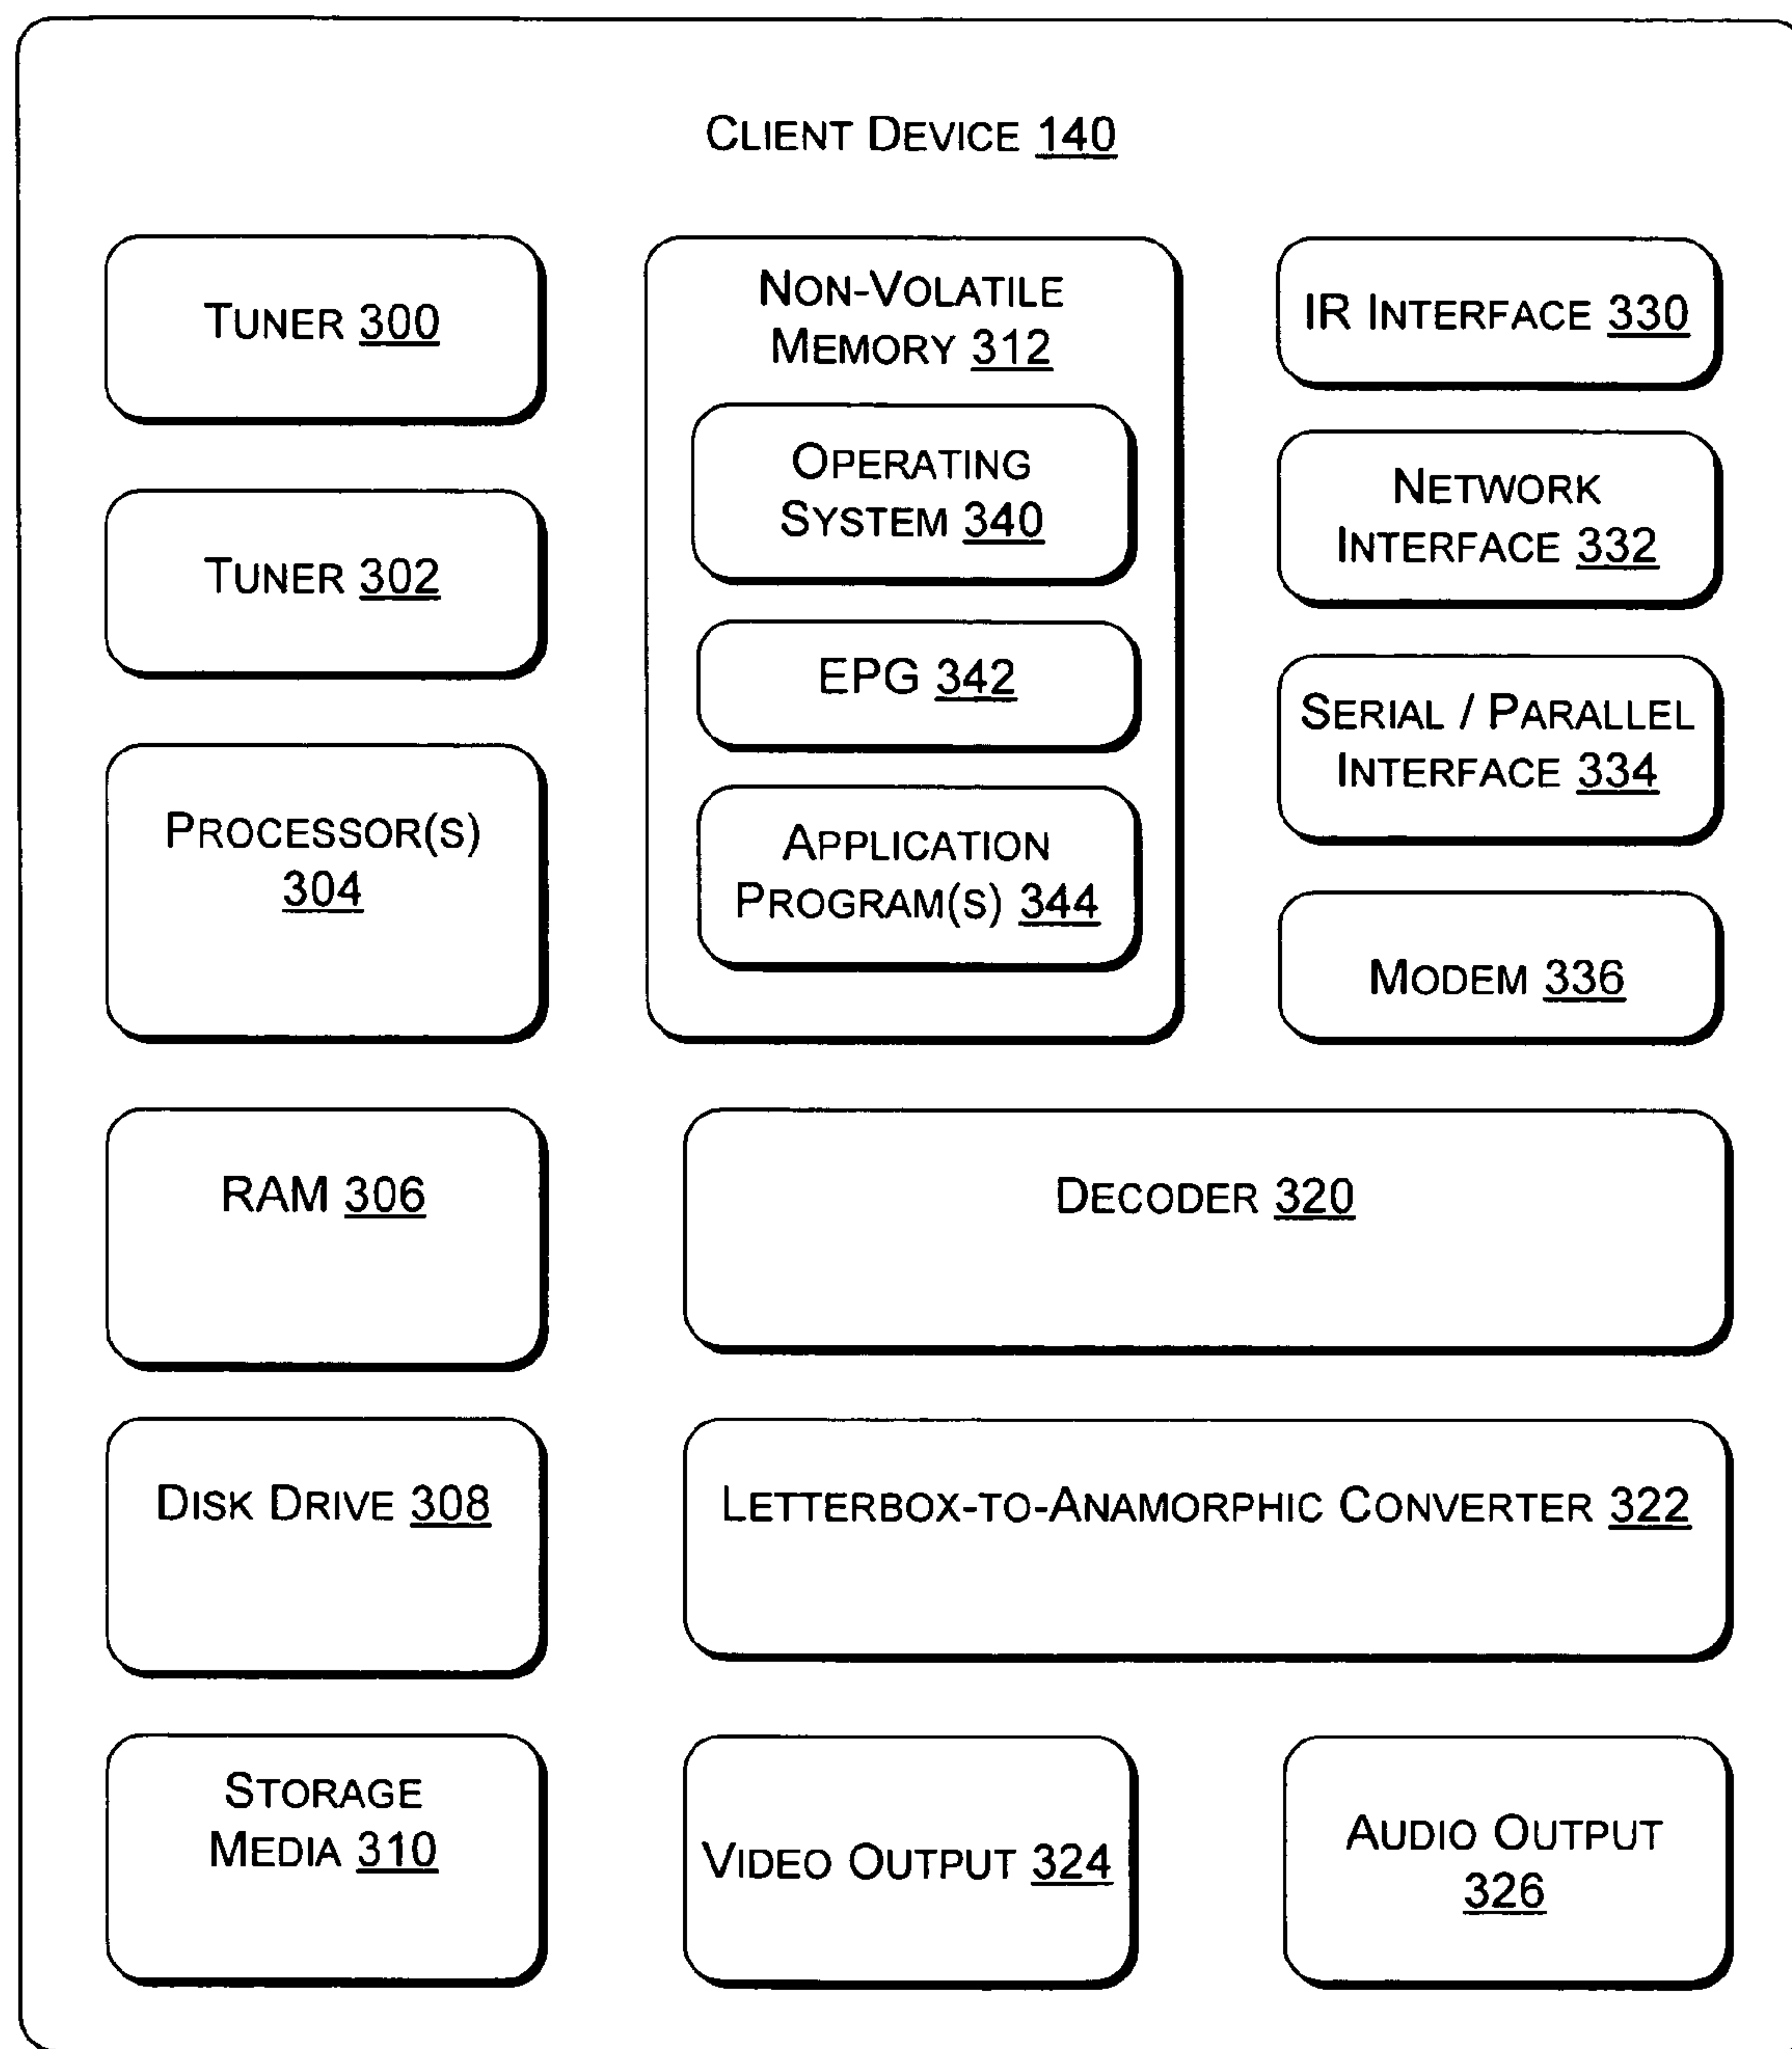 CLIENT DEVICE 140
TUNER 300
TUNER 302
PROCESSOR(S)
304
RAM 306
DISK DRIVE 308
STORAGE
MEDIA 310
NON-VOLATILE
MEMORY 312
OPERATING
SYSTEM 340
EPG 342
APPLICATION
PROGRAM(S) 344
IR INTERFACE 330
NETWORK
INTERFACE 332
SERIAL / PARALLEL
INTERFACE 334
MODEM 336
DECODER 320
LETTERBOX-TO-ANAMORPHIC CONVERTER 322
VIDEO OUTPUT 324
AUDIO OUTPUT
326